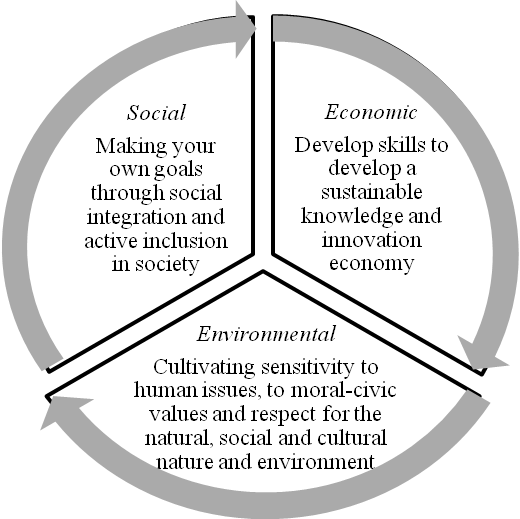 Social
Making your
own goals
through social
integration and
active inclusion
in society
Economic
Develop skills to
develop a
sustainable
knowledge and
innovation
economy
Environmental
Cultivating sensitivity to
human issues, to moral-civic
values and respect for the
natural, social and cultural
nature and environment